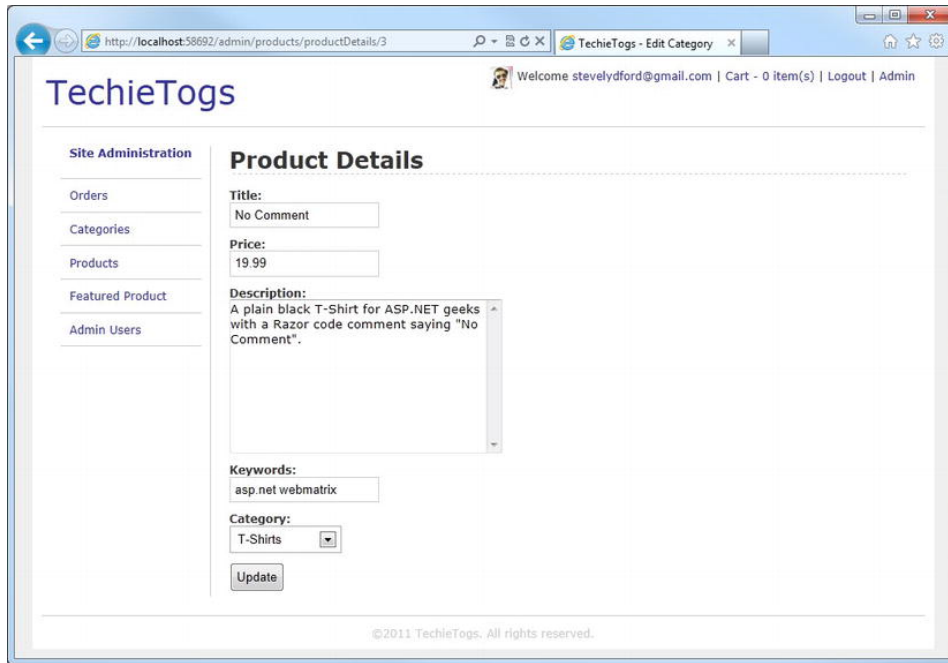 http://localhost:58692/admin/products/productDetails/3
TechieTogs - Edit Category
TechieTogs
Welcome stevelydford@gmail.com | Cart - 0 item(s) | Logout | Admin
Site Administration
Orders
Categories
Products
Featured Product
Admin Users
Product Details
Title:
No Comment
Price:
19.99
Description:
A plain black T-Shirt for ASP.NET geeks
with a Razor code comment saying "No
Comment".
Keywords:
asp.net webmatrix
Category:
T-Shirts
Update
©2011 TechieTogs. All rights reserved.